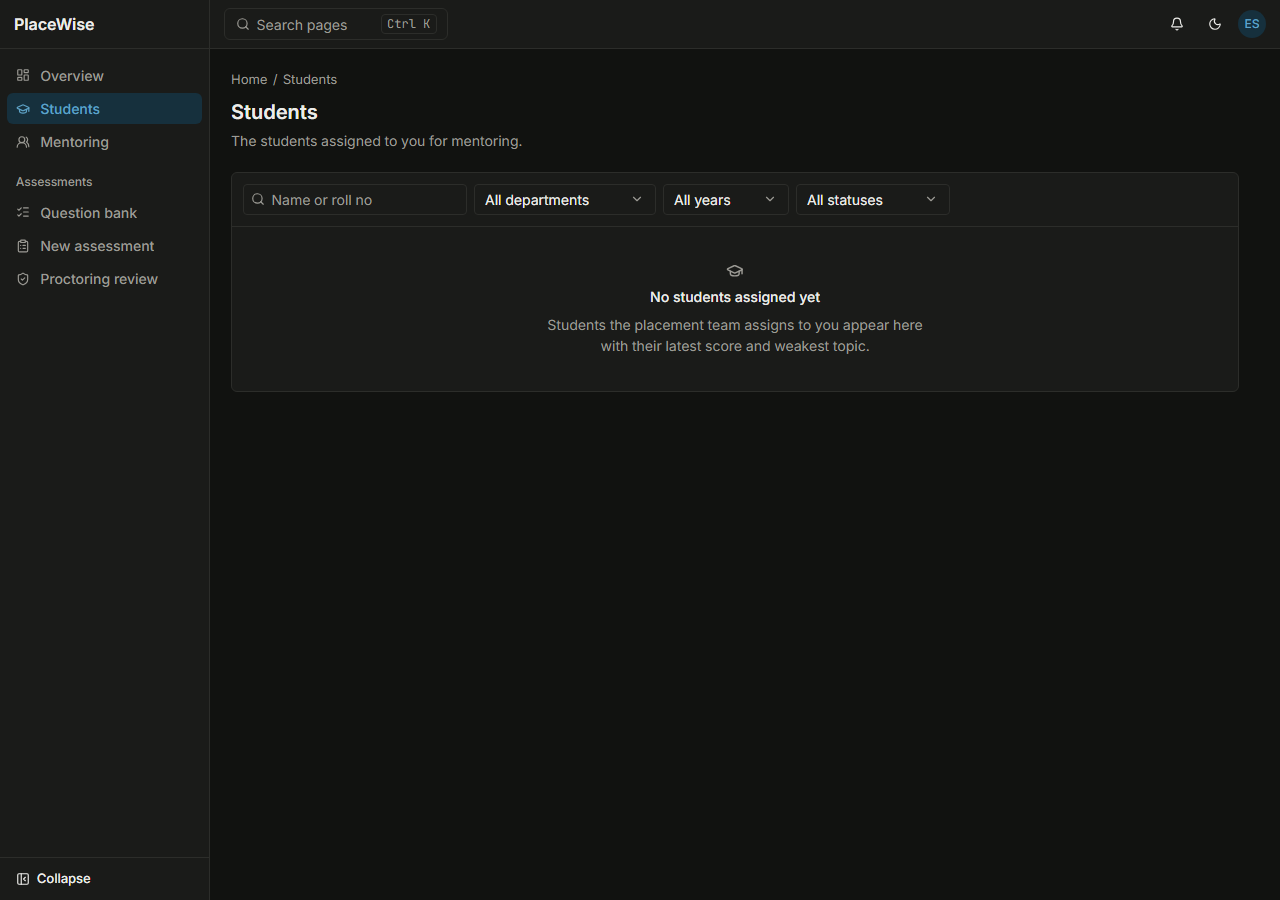 PlaceWise
Search pages
Ctrl K
ES
Overview
Students
Mentoring
Assessments
Question bank
New assessment
Proctoring review
Collapse
Home / Students
Students
The students assigned to you for mentoring.
Name or roll no
All departments
All years
All statuses
No students assigned yet
Students the placement team assigns to you appear here
with their latest score and weakest topic.